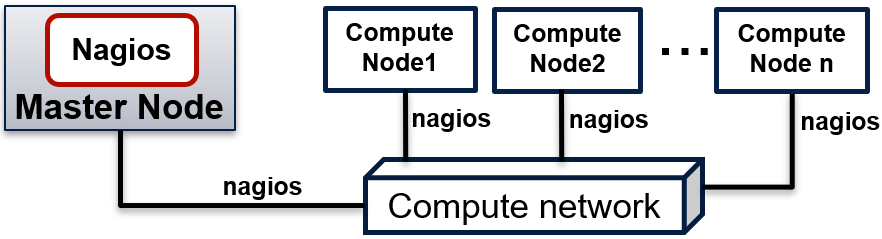 Nagios
Master Node
Compute
Node1
Compute
Node2
...
Compute
Node n
nagios
nagios
nagios
nagios
Compute network